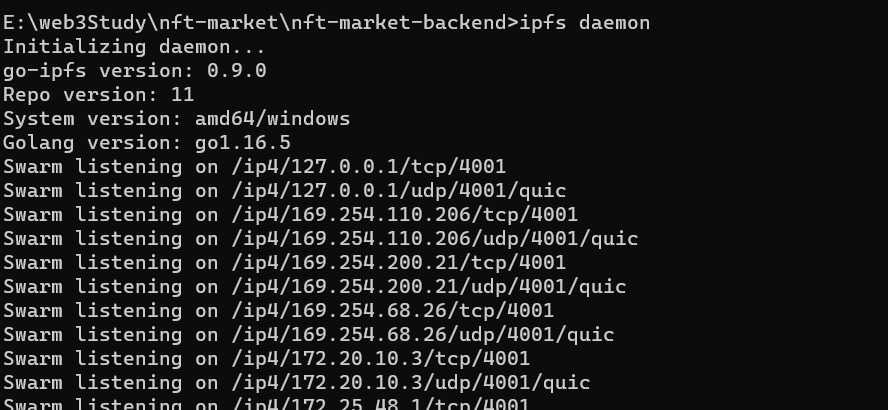 E:\web3Study\nft-market\nft-market-backend>ipfs daemon
Initializing daemon...
go-ipfs version: 0.9.0
Repo version: 11
System version: amd64/windows
Golang version: go1.16.5
Swarm listening on /ip4/127.0.0.1/tcp/4001
Swarm listening on /ip4/127.0.0.1/udp/4001/quic
Swarm listening on /ip4/169.254.110.206/tcp/4001
Swarm listening on /ip4/169.254.110.206/udp/4001/quic
Swarm listening on /ip4/169.254.200.21/tcp/4001
Swarm listening on /ip4/169.254.200.21/udp/4001/quic
Swarm listening on /ip4/169.254.68.26/tcp/4001
Swarm listening on /ip4/169.254.68.26/udp/4001/quic
Swarm listening on /ip4/172.20.10.3/tcp/4001
Swarm listening on /ip4/172.20.10.3/udp/4001/quic
Swarm listening on /ip4/172.25.48.1/tcp/4001